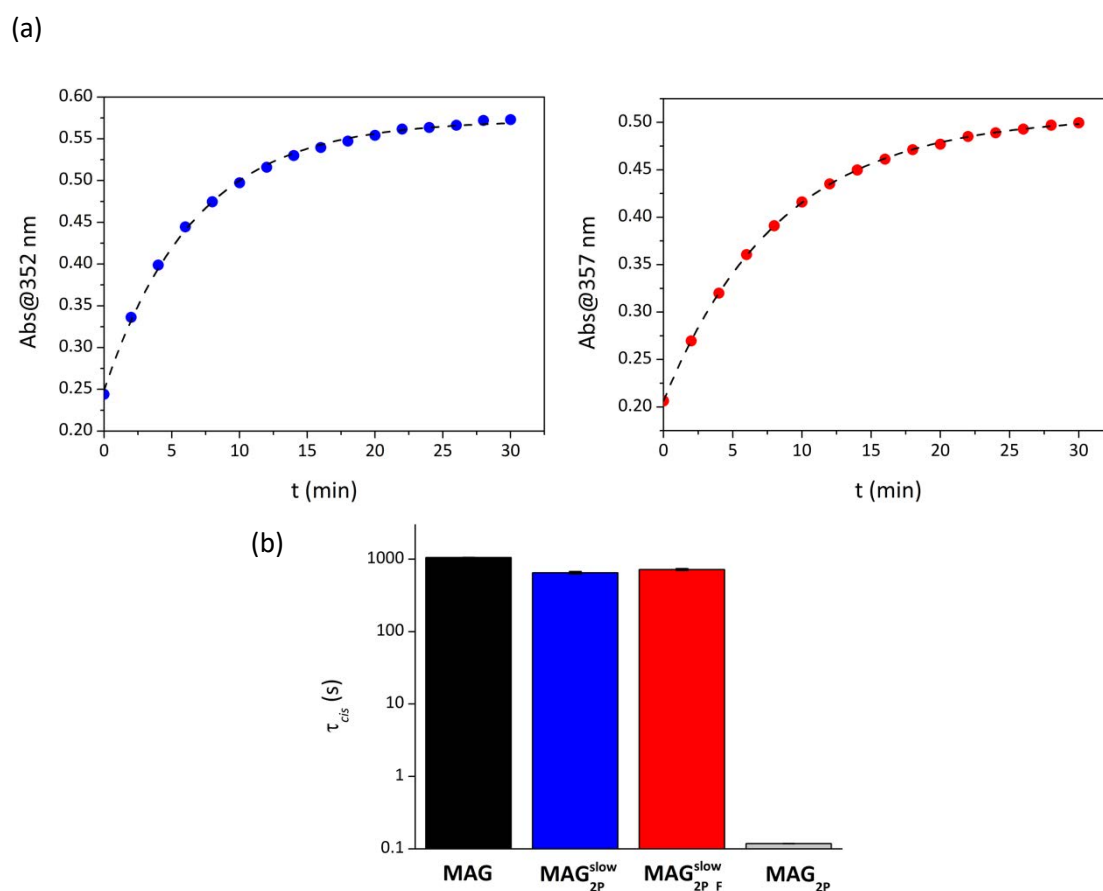 (a)
0.60
0.55
0.50
0.45
0.40
0.35
0.30
0.25
0.20
Abs@352 nm
0 5 10 15 20 25 30
t (min)
0.50
0.45
0.40
0.35
0.30
0.25
0.20
Abs@357 nm
0 5 10 15 20 25 30
t (min)
(b)
1000
100
10
1
0.1
τcis (s)
MAG MAG2Pslow MAG2P_Fslow MAG2P